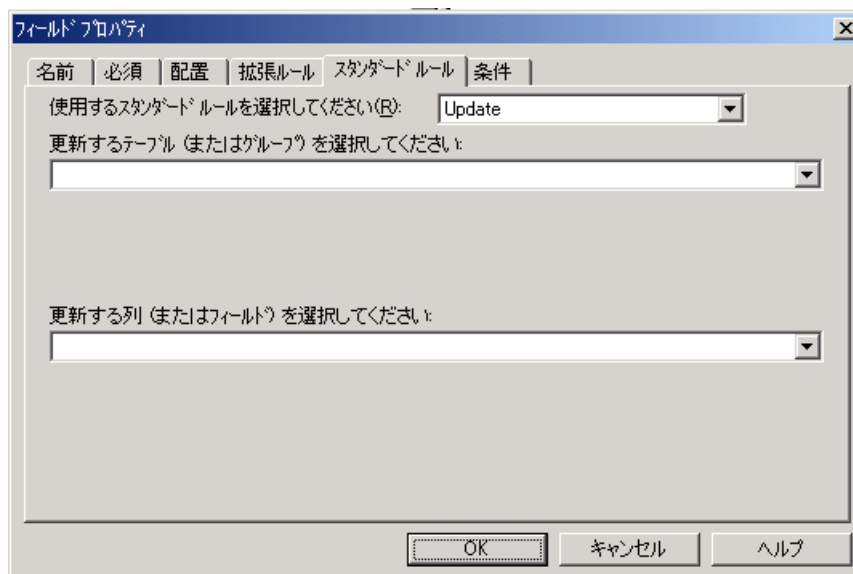 フィールド プロパティ
名前 必須 配置 拡張ルール スタンダード ルール 条件
使用するスタンダード ルールを選択してください(R): Update
更新するテーブル (またはグループ) を選択してください:
更新する列 (またはフィールド) を選択してください:
OK キャンセル ヘルプ